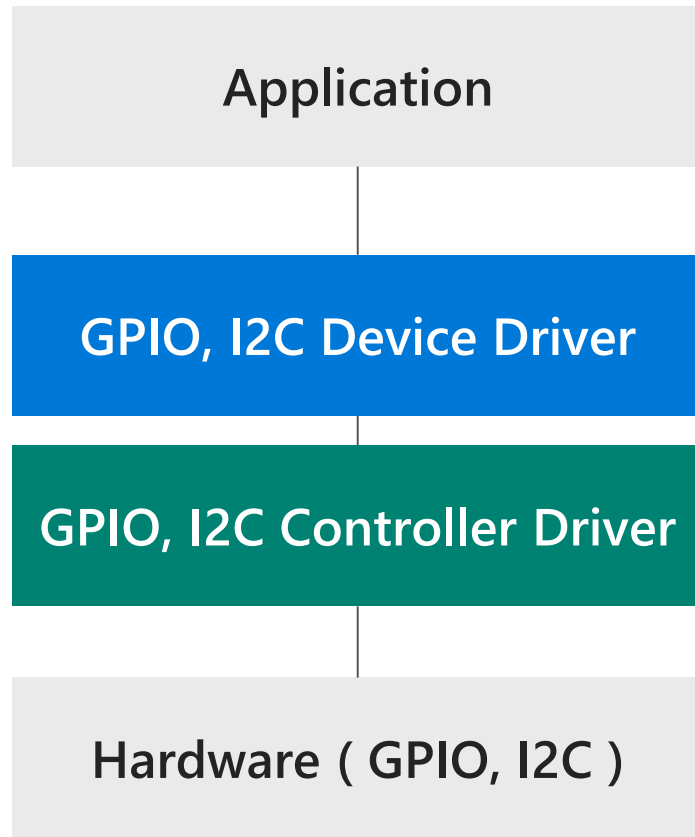 Application
GPIO, I2C Device Driver
GPIO, I2C Controller Driver
Hardware ( GPIO, I2C )